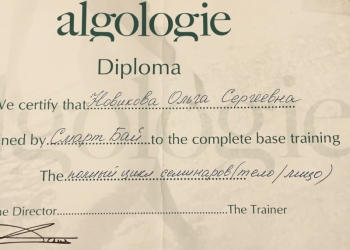 algologie
Diploma
We certify that Новикова Ольга Сергеевна
ned by Смарт Бай to the complete base training
The полный цикл семинаров (тело/лицо)
he Director The Trainer